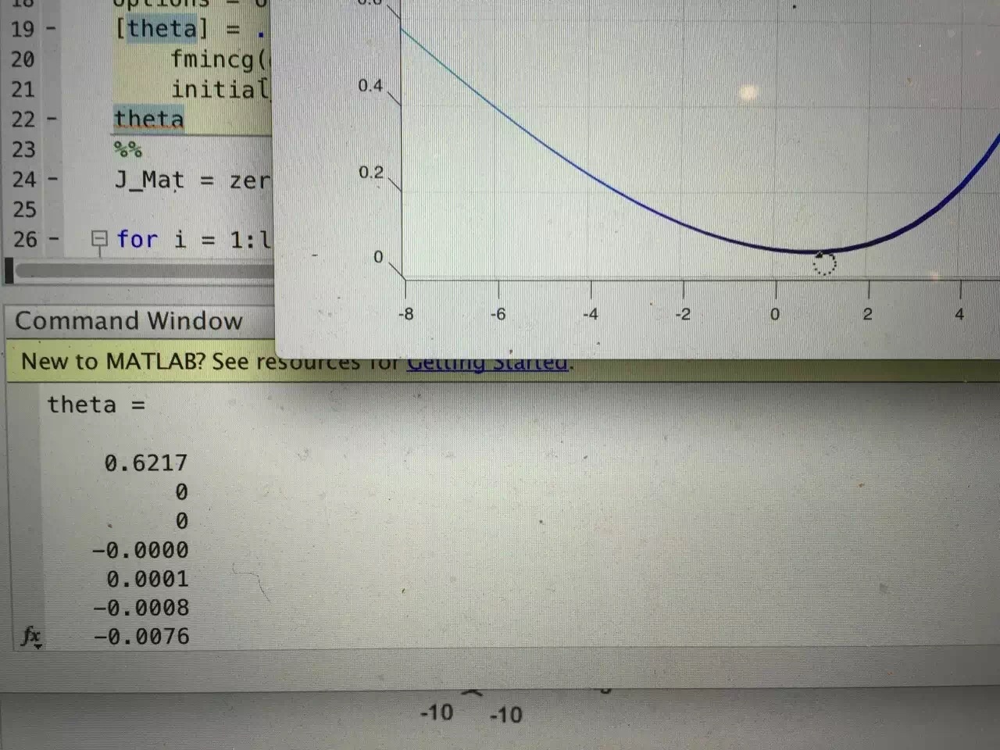 18 options =
19 - [theta] = .
20 fmincg(
21 initial
22 - theta
23 %%
24 - J_Mat = zer
25
26 - for i = 1:l
0.4
0.2
0
-8 -6 -4 -2 0 2 4
Command Window
New to MATLAB? See resources for Getting Started.
theta =
0.6217
0
0
-0.0000
0.0001
-0.0008
-0.0076
fx
-10 -10